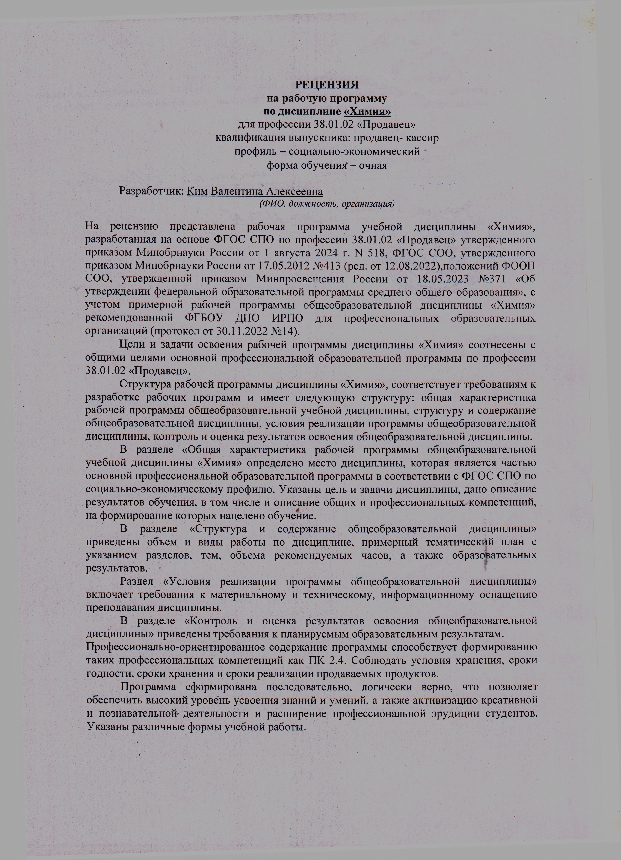 РЕЦЕНЗИЯ
на рабочую программу
по дисциплине «Химия»
для профессии 38.01.02 «Продавец»
квалификация выпускника: продавец- кассир
профиль – социально-экономический
форма обучения – очная
Разработчик: Ким Валентина Алексеевна
(ФИО, должность, организация)
На рецензию представлена рабочая программа учебной дисциплины «Химия»,
разработанная на основе ФГОС СПО по профессии 38.01.02 «Продавец» утвержденного
приказом Минобрнауки России от 1 августа 2024 г. N 518, ФГОС СОО, утвержденного
приказом Минобрнауки России от 17.05.2012 №413 (ред. от 12.08.2022),положений ФООП
СОО, утвержденной приказом Минпросвещения России от 18.05.2023 №371 «Об
утверждении федеральной образовательной программы среднего общего образования», с
учетом примерной рабочей программы общеобразовательной дисциплины «Химия»
рекомендованной ФГБОУ ДПО ИРПО для профессиональных образовательных
организаций (протокол от 30.11.2022 №14).
Цели и задачи освоения рабочей программы дисциплины «Химия» соотнесены с
общими целями основной профессиональной образовательной программы по профессии
38.01.02 «Продавец».
Структура рабочей программы дисциплины «Химия», соответствует требованиям к
разработке рабочих программ и имеет следующую структуру: общая характеристика
рабочей программы общеобразовательной учебной дисциплины, структуру и содержание
общеобразовательной дисциплины, условия реализации программы общеобразовательной
дисциплины, контроль и оценка результатов освоения общеобразовательной дисциплины.
В разделе «Общая характеристика рабочей программы общеобразовательной
учебной дисциплины «Химия» определено место дисциплины, которая является частью
основной профессиональной образовательной программы в соответствии с ФГОС СПО по
социально-экономическому профилю. Указаны цель и задачи дисциплины, дано описание
результатов обучения, в том числе и описание общих и профессиональных компетенций,
на формирование которых нацелено обучение.
В разделе «Структура и содержание общеобразовательной дисциплины»
приведены объем и виды работы по дисциплине, примерный тематический план с
указанием разделов, тем, объема рекомендуемых часов, а также образовательных
результатов.
Раздел «Условия реализации программы общеобразовательной дисциплины»
включает требования к материальному и техническому, информационному оснащению
преподавания дисциплины.
В разделе «Контроль и оценка результатов освоения общеобразовательной
дисциплины» приведены требования к планируемым образовательным результатам.
Профессионально-ориентированное содержание программы способствует формированию
таких профессиональных компетенций как ПК 2.4. Соблюдать условия хранения, сроки
годности, сроки хранения и сроки реализации продаваемых продуктов.
Программа сформирована последовательно, логически верно, что позволяет
обеспечить высокий уровень усвоения знаний и умений, а также активизацию креативной
и познавательной деятельности и расширение профессиональной эрудиции студентов.
Указаны различные формы учебной работы.